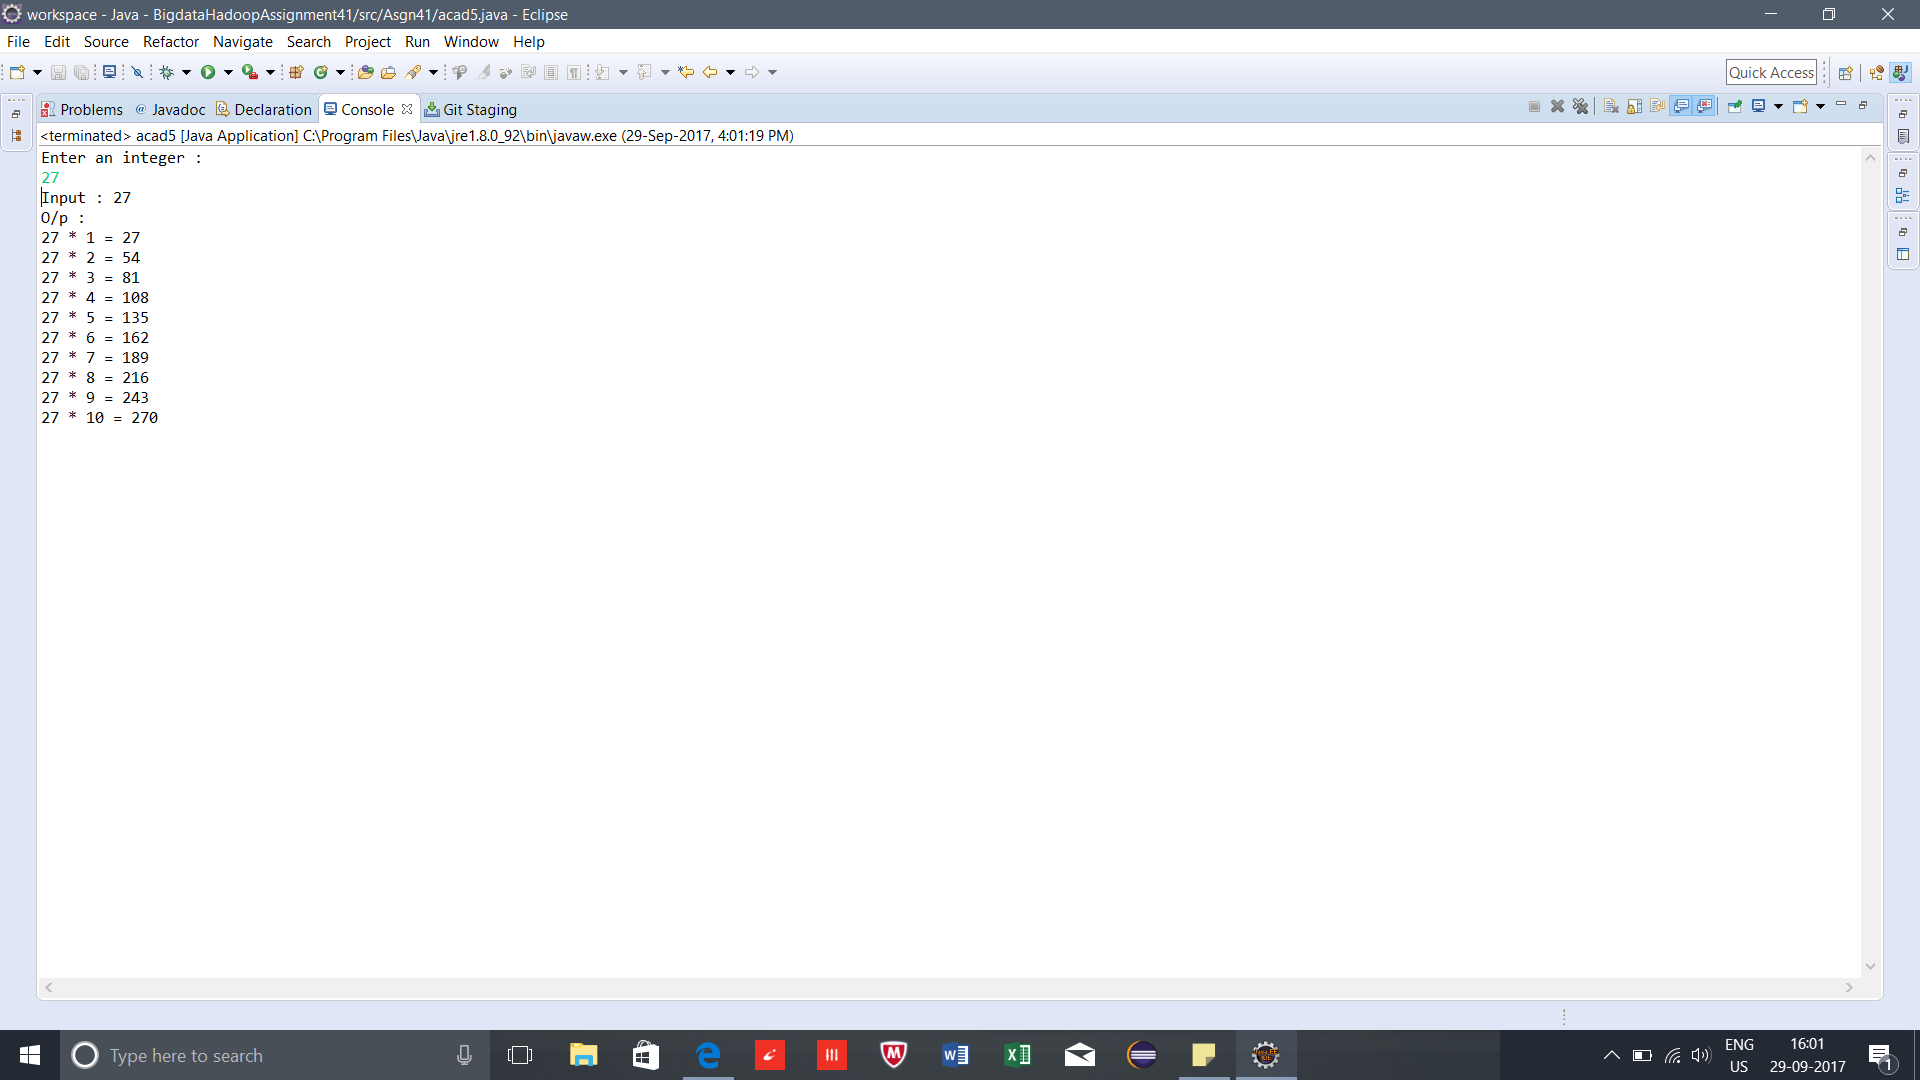 workspace - Java - BigdataHadoopAssignment41/src/Asgn41/acad5.java - Eclipse
File Edit Source Refactor Navigate Search Project Run Window Help
Quick Access
Problems @ Javadoc Declaration Console Git Staging
<terminated> acad5 [Java Application] C:\Program Files\Java\jre1.8.0_92\bin\javaw.exe (29-Sep-2017, 4:01:19 PM)
Enter an integer :
27
Input : 27
O/p :
27 * 1 = 27
27 * 2 = 54
27 * 3 = 81
27 * 4 = 108
27 * 5 = 135
27 * 6 = 162
27 * 7 = 189
27 * 8 = 216
27 * 9 = 243
27 * 10 = 270
Type here to search
ENG
US
16:01
29-09-2017
1